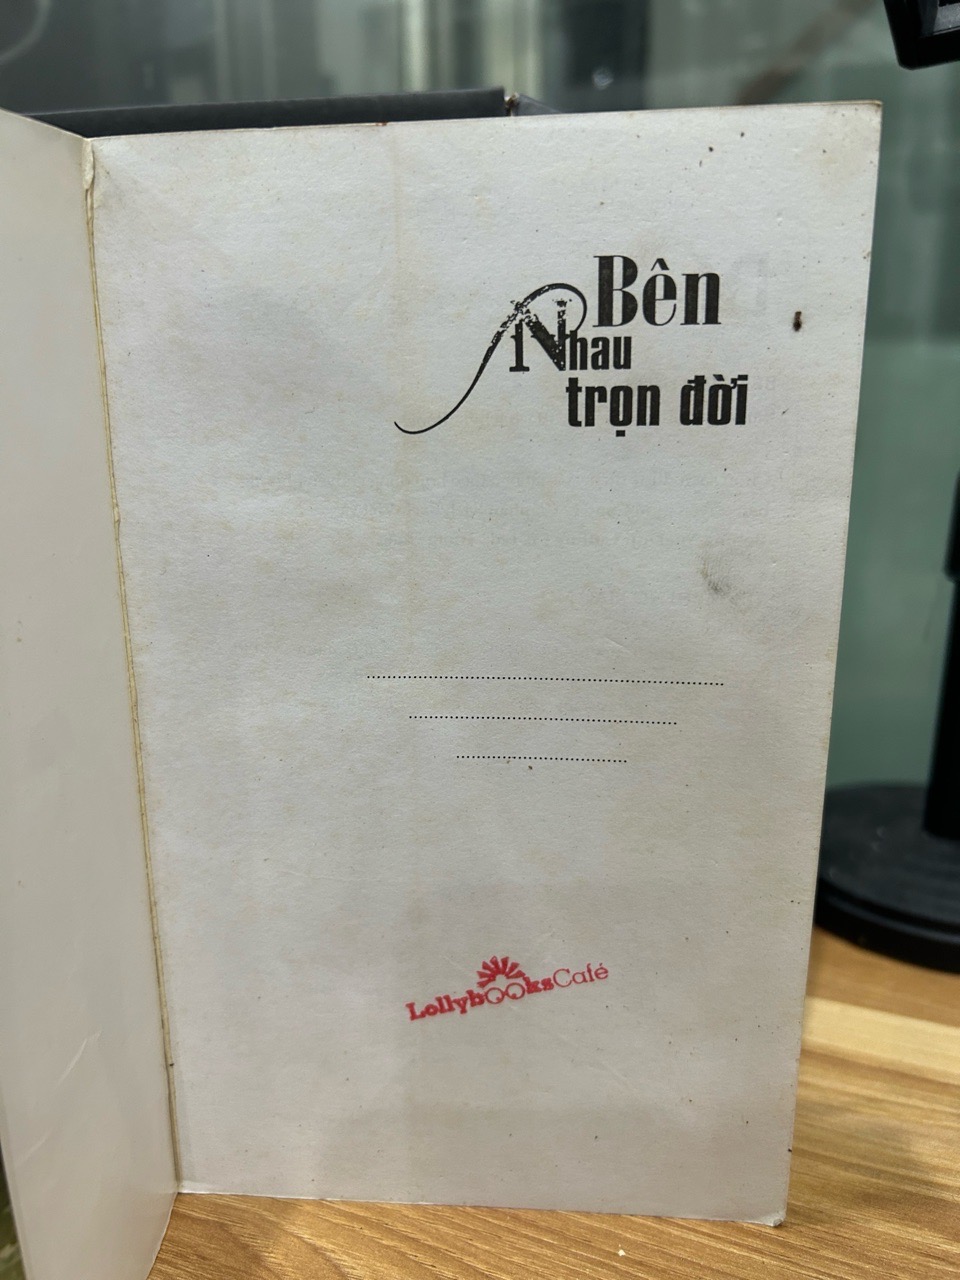 Bên
Nhau
trọn đời
LollybooksCafé